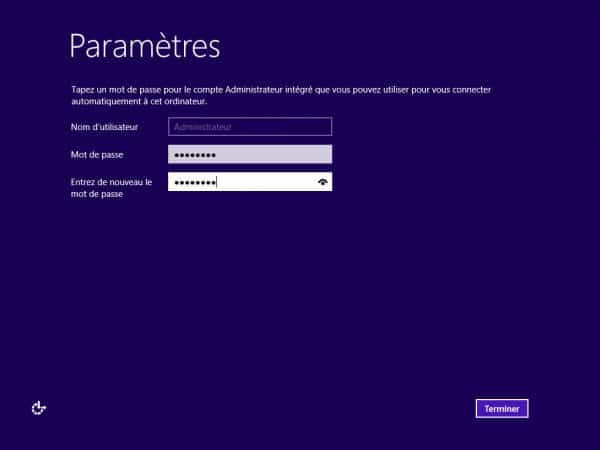 Paramètres
Tapez un mot de passe pour le compte Administrateur intégré que vous pouvez utiliser pour vous connecter
automatiquement à cet ordinateur.
Nom d'utilisateur
Administrateur
Mot de passe
••••••••
Entrez de nouveau le
mot de passe
••••••••
Terminer